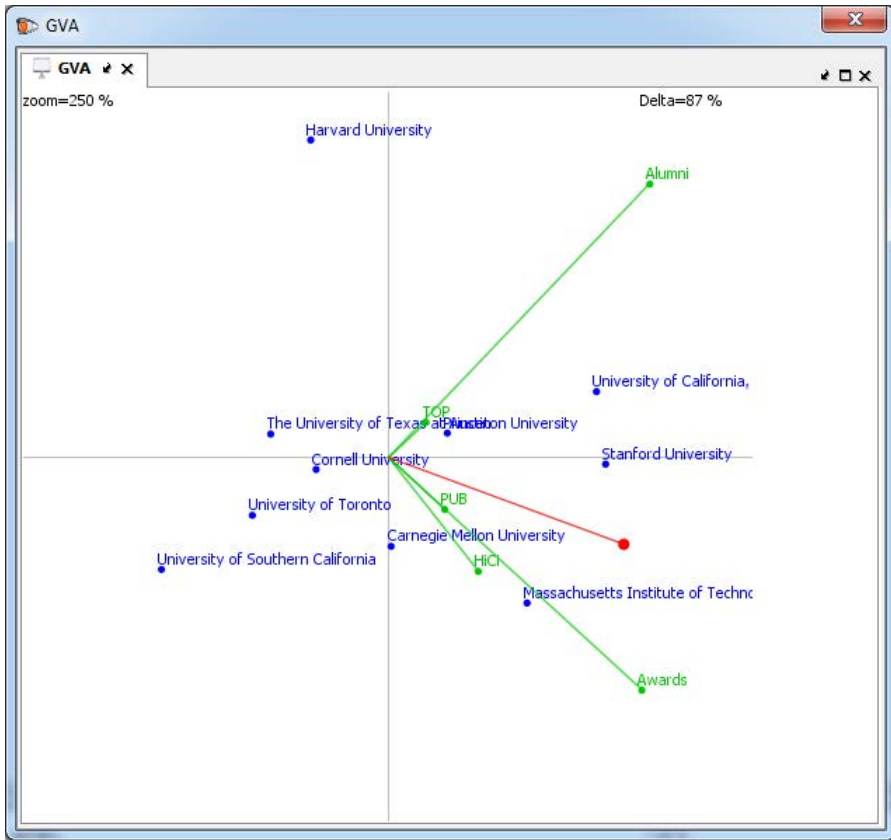 GVA
GVA
zoom=250 %
Delta=87 %
Harvard University
Alumni
University of California,
TOP
The University of Texas at Austin
Princeton University
Cornell University
Stanford University
PUB
University of Toronto
Carnegie Mellon University
University of Southern California
HiCi
Massachusetts Institute of Techno
Awards